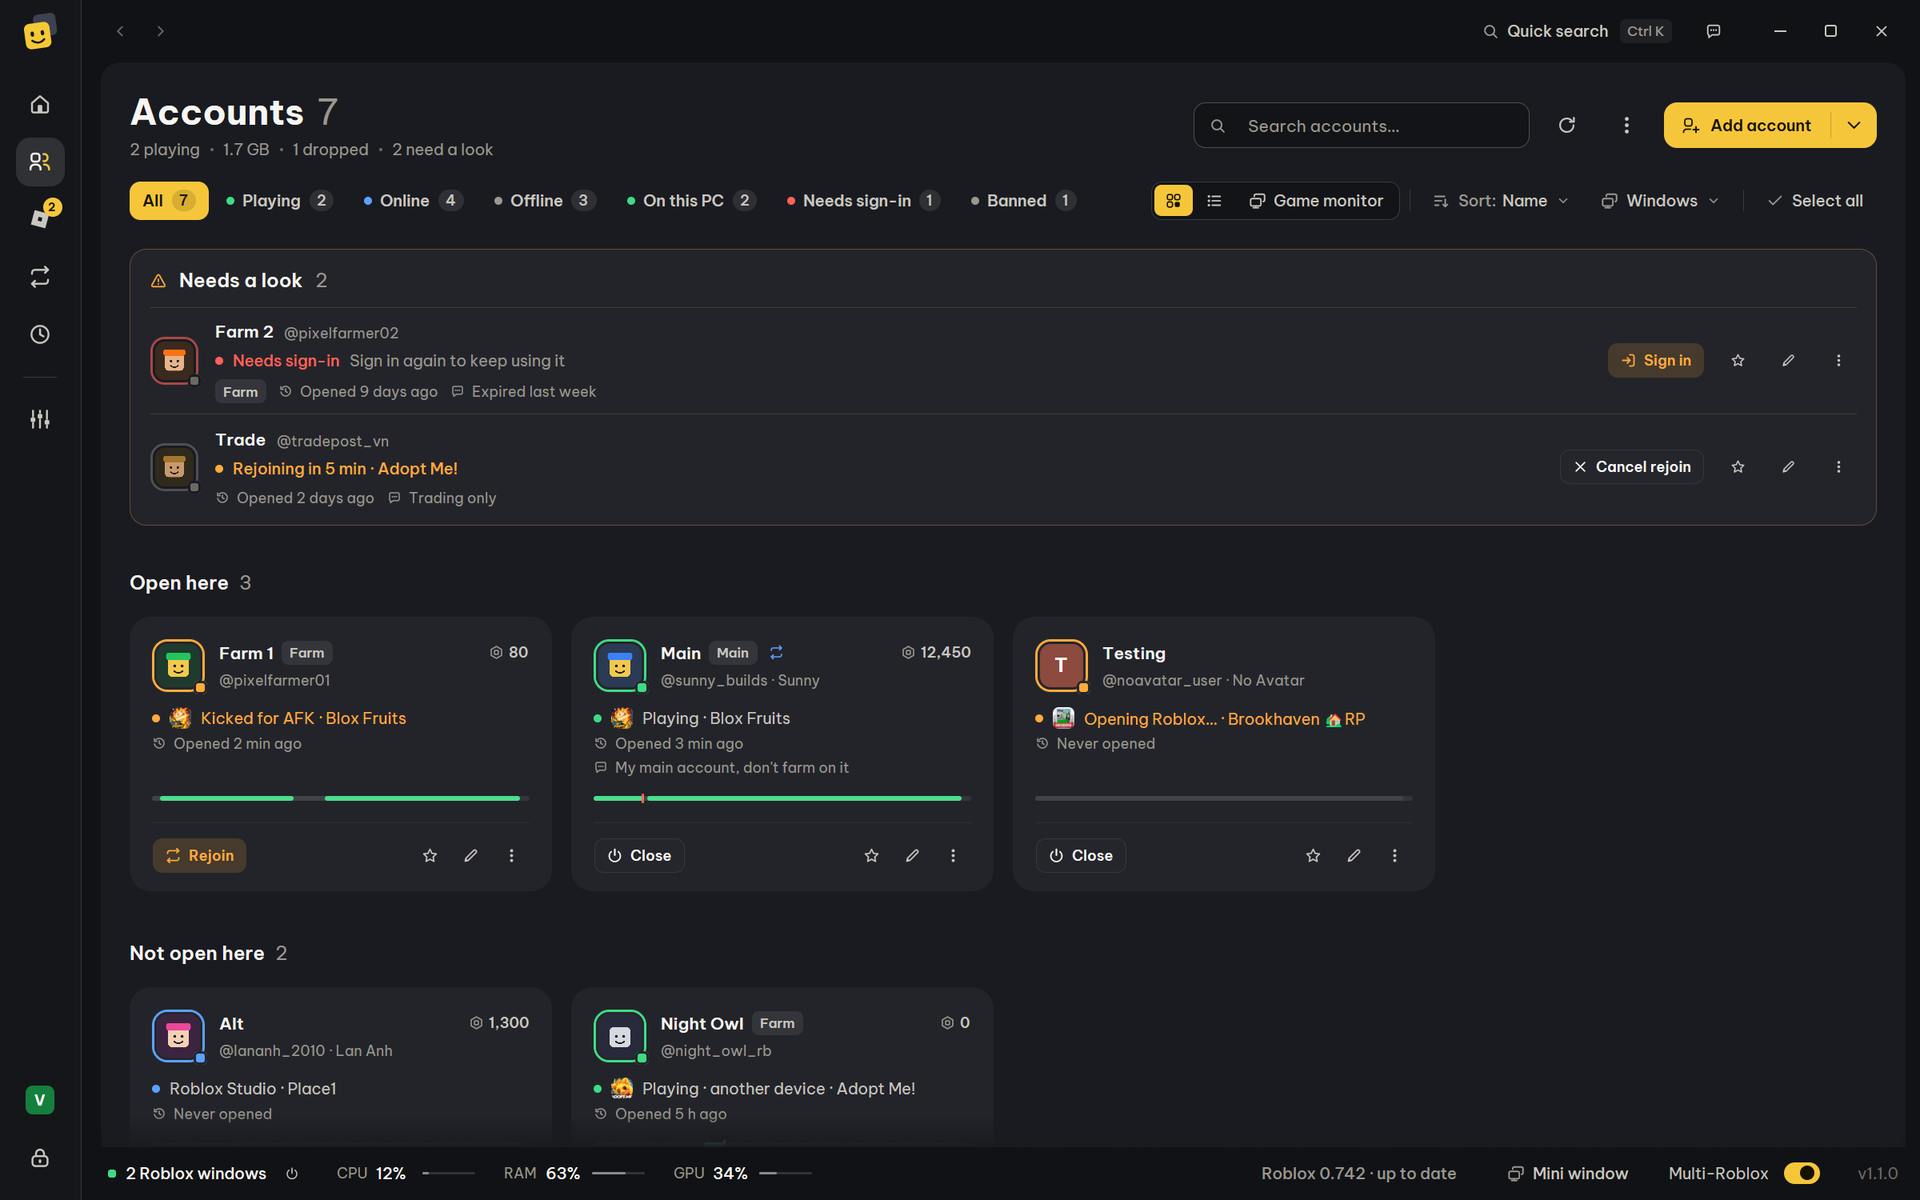 Quick search Ctrl K
Accounts 7
2 playing · 1.7 GB · 1 dropped · 2 need a look
Search accounts...
Add account
All 7 Playing 2 Online 4 Offline 3 On this PC 2 Needs sign-in 1 Banned 1
Game monitor Sort: Name Windows Select all
2
Needs a look 2
Farm 2 @pixelfarmer02
Needs sign-in Sign in again to keep using it
Farm Opened 9 days ago Expired last week
Sign in
Trade @tradepost_vn
Rejoining in 5 min · Adopt Me!
Opened 2 days ago Trading only
Cancel rejoin
Open here 3
Farm 1 Farm 80
@pixelfarmer01
Kicked for AFK · Blox Fruits
Opened 2 min ago
Rejoin
Main Main 12,450
@sunny_builds · Sunny
Playing · Blox Fruits
Opened 3 min ago
My main account, don't farm on it
Close
T
Testing
@noavatar_user · No Avatar
Opening Roblox... · Brookhaven 🏡RP
Never opened
Close
Not open here 2
Alt 1,300
@lananh_2010 · Lan Anh
Roblox Studio · Place1
Never opened
Night Owl Farm 0
@night_owl_rb
Playing · another device · Adopt Me!
Opened 5 h ago
V
2 Roblox windows CPU 12% RAM 63% GPU 34%
Roblox 0.742 · up to date Mini window Multi-Roblox v1.1.0